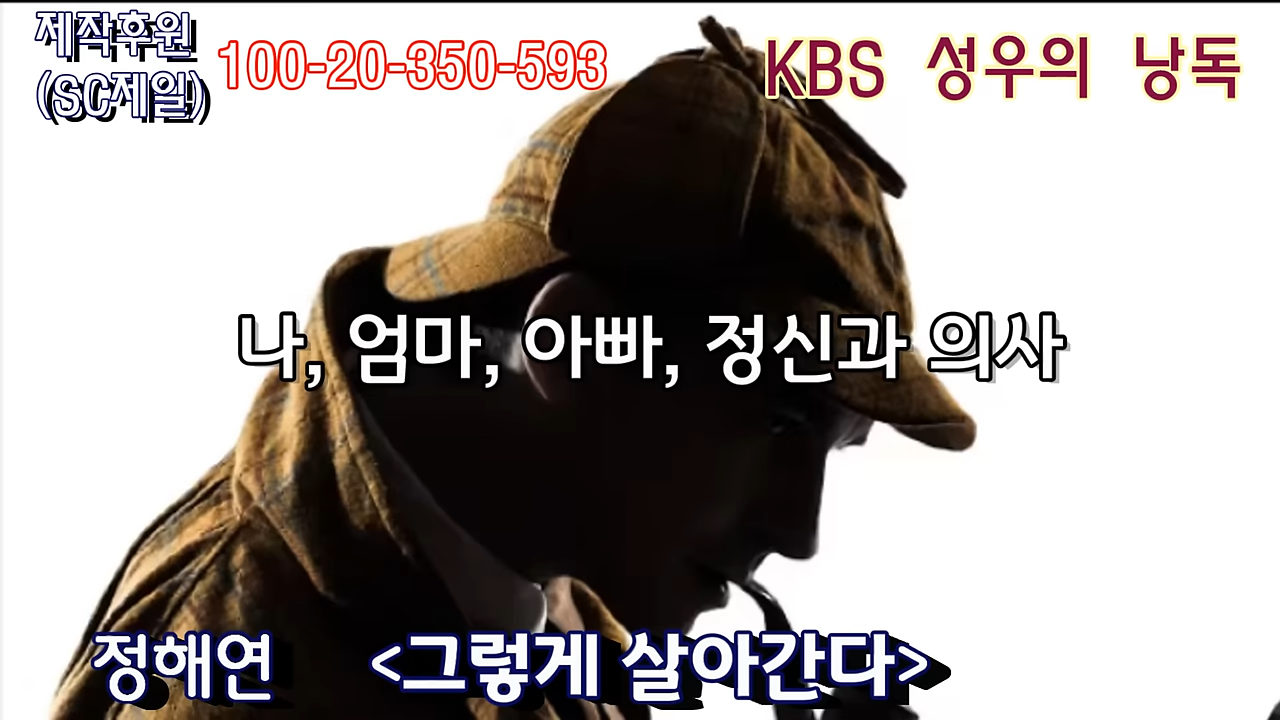 제작후원
(SC제일)
100-20-350-593
KBS 성우의 낭독
나, 엄마, 아빠, 정신과 의사
정해연 <그렇게 살아간다>